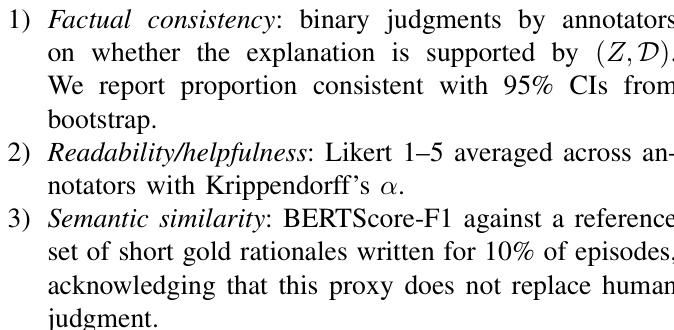 1) Factual consistency: binary judgments by annotators
on whether the explanation is supported by (Z, D).
We report proportion consistent with 95% CIs from
bootstrap.
2) Readability/helpfulness: Likert 1–5 averaged across an-
notators with Krippendorff's α.
3) Semantic similarity: BERTScore-F1 against a reference
set of short gold rationales written for 10% of episodes,
acknowledging that this proxy does not replace human
judgment.